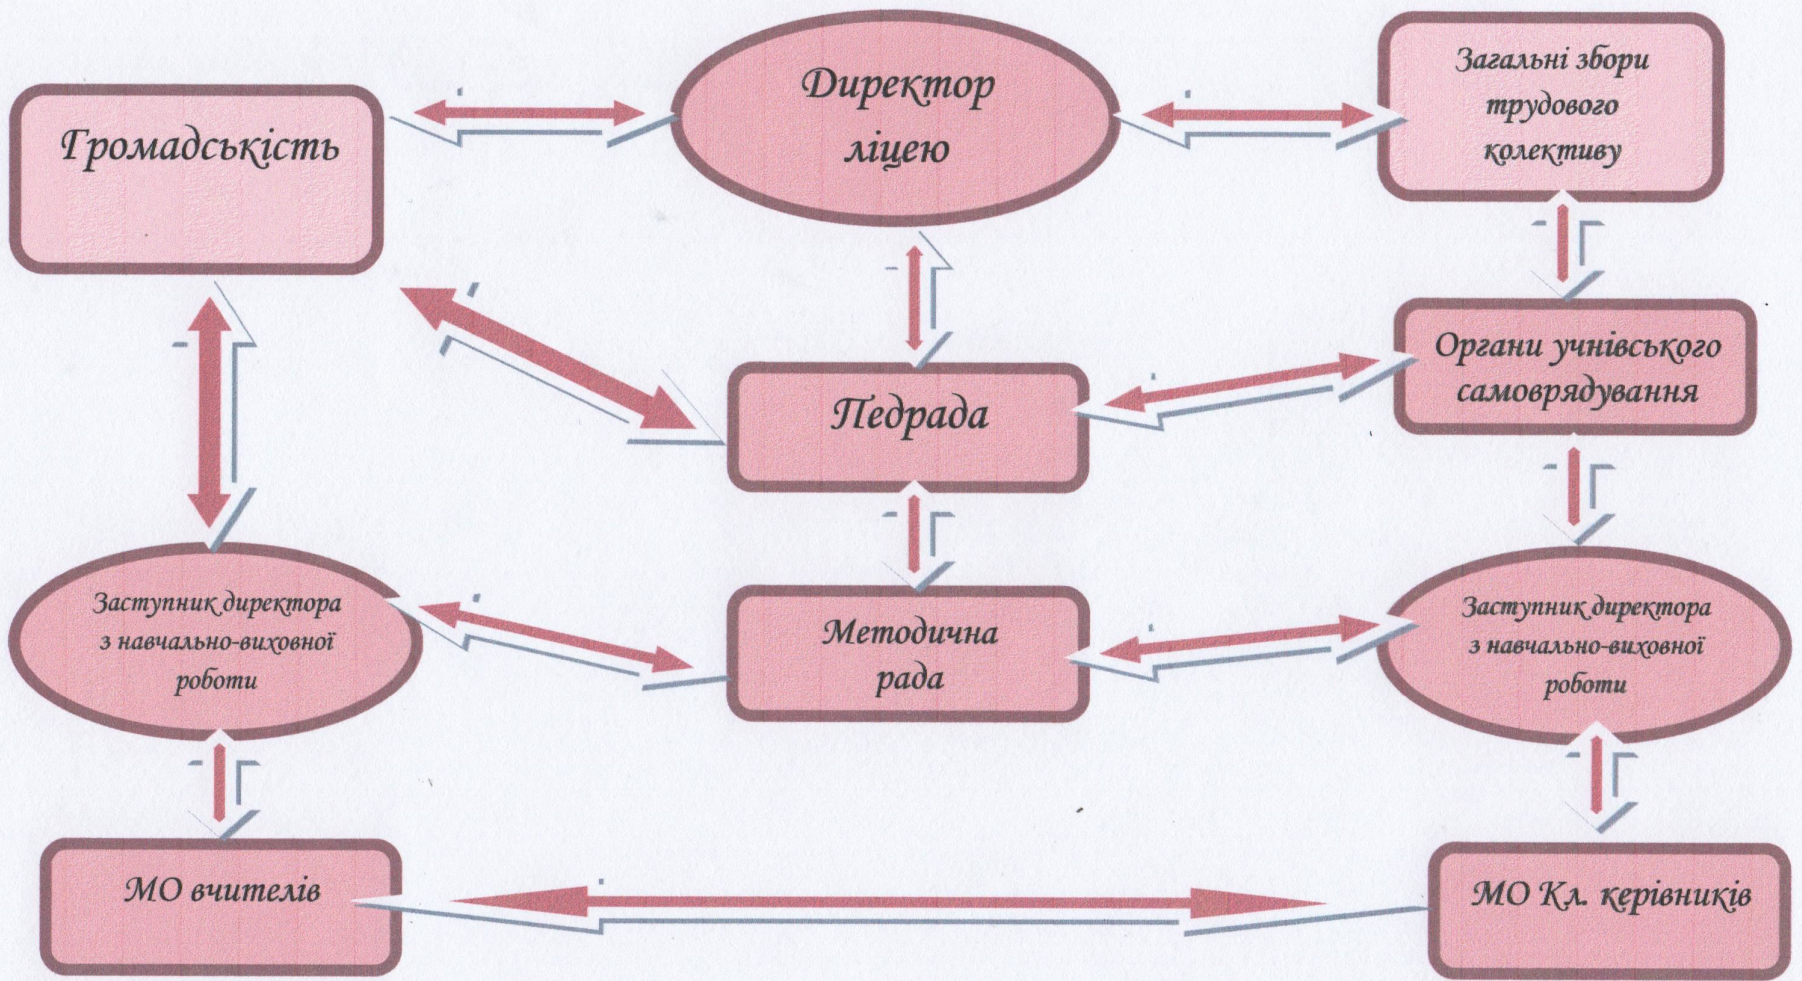 Громадськість
Директор
ліцею
Загальні збори
трудового
колективу
Педрада
Органи учнівського
самоврядування
Заступник директора
з навчально-виховної
роботи
Методична
рада
Заступник директора
з навчально-виховної
роботи
МО вчителів
МО Кл. керівників